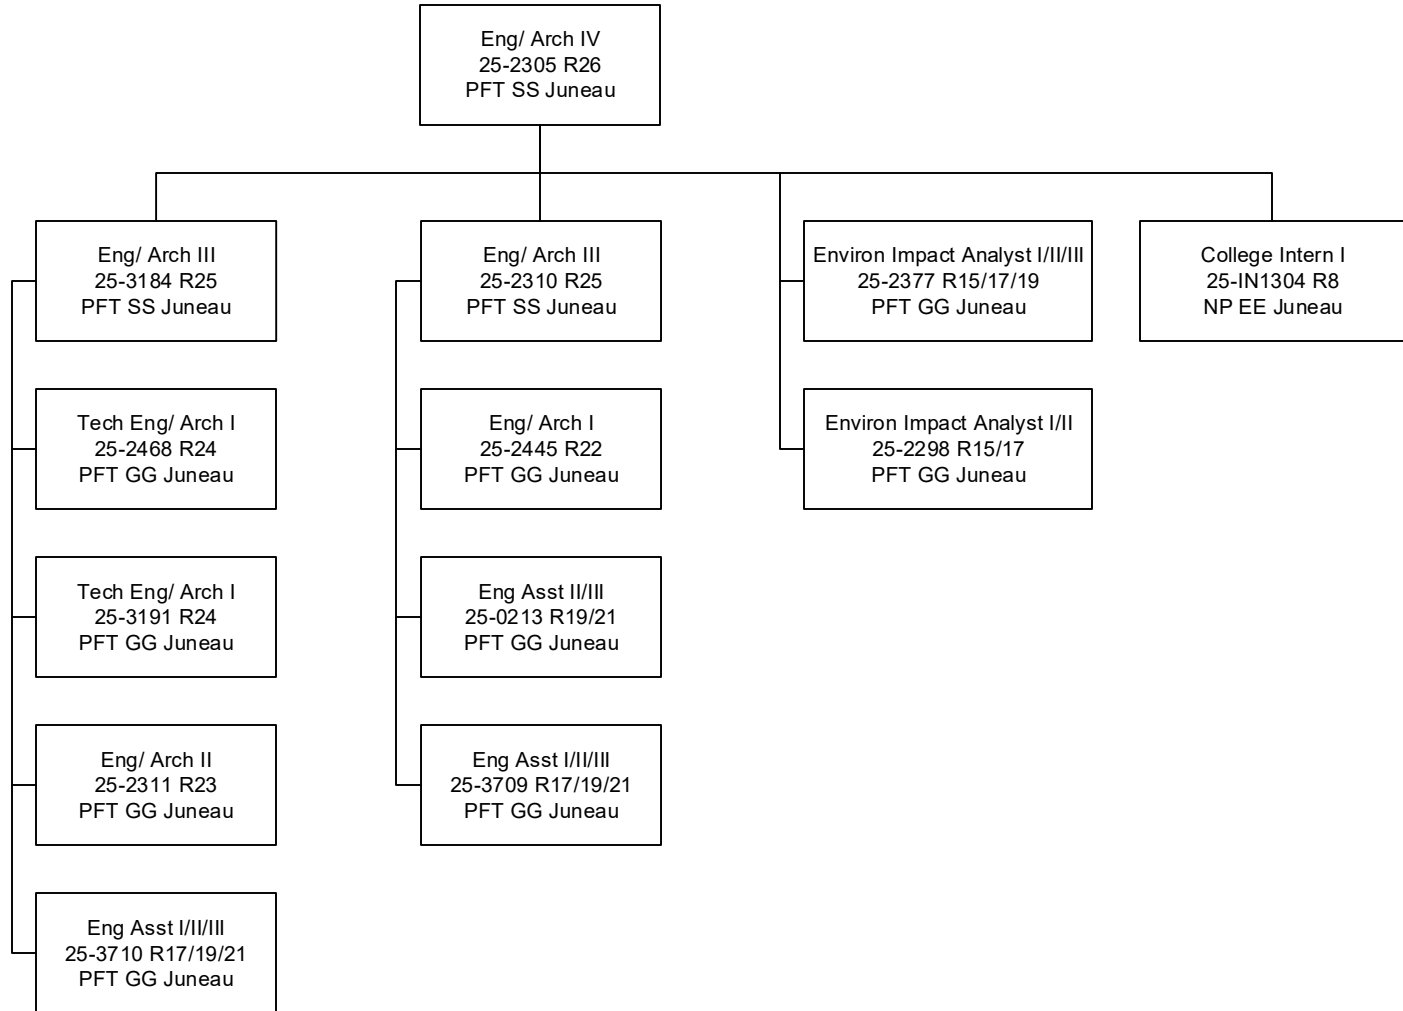 Eng/ Arch IV
25-2305 R26
PFT SS Juneau
Eng/ Arch III
25-3184 R25
PFT SS Juneau
Tech Eng/ Arch I
25-2468 R24
PFT GG Juneau
Tech Eng/ Arch I
25-3191 R24
PFT GG Juneau
Eng/ Arch II
25-2311 R23
PFT GG Juneau
Eng Asst I/II/III
25-3710 R17/19/21
PFT GG Juneau
Eng/ Arch III
25-2310 R25
PFT SS Juneau
Eng/ Arch I
25-2445 R22
PFT GG Juneau
Eng Asst II/III
25-0213 R19/21
PFT GG Juneau
Eng Asst I/II/III
25-3709 R17/19/21
PFT GG Juneau
Environ Impact Analyst I/II/III
25-2377 R15/17/19
PFT GG Juneau
Environ Impact Analyst I/II
25-2298 R15/17
PFT GG Juneau
College Intern I
25-IN1304 R8
NP EE Juneau